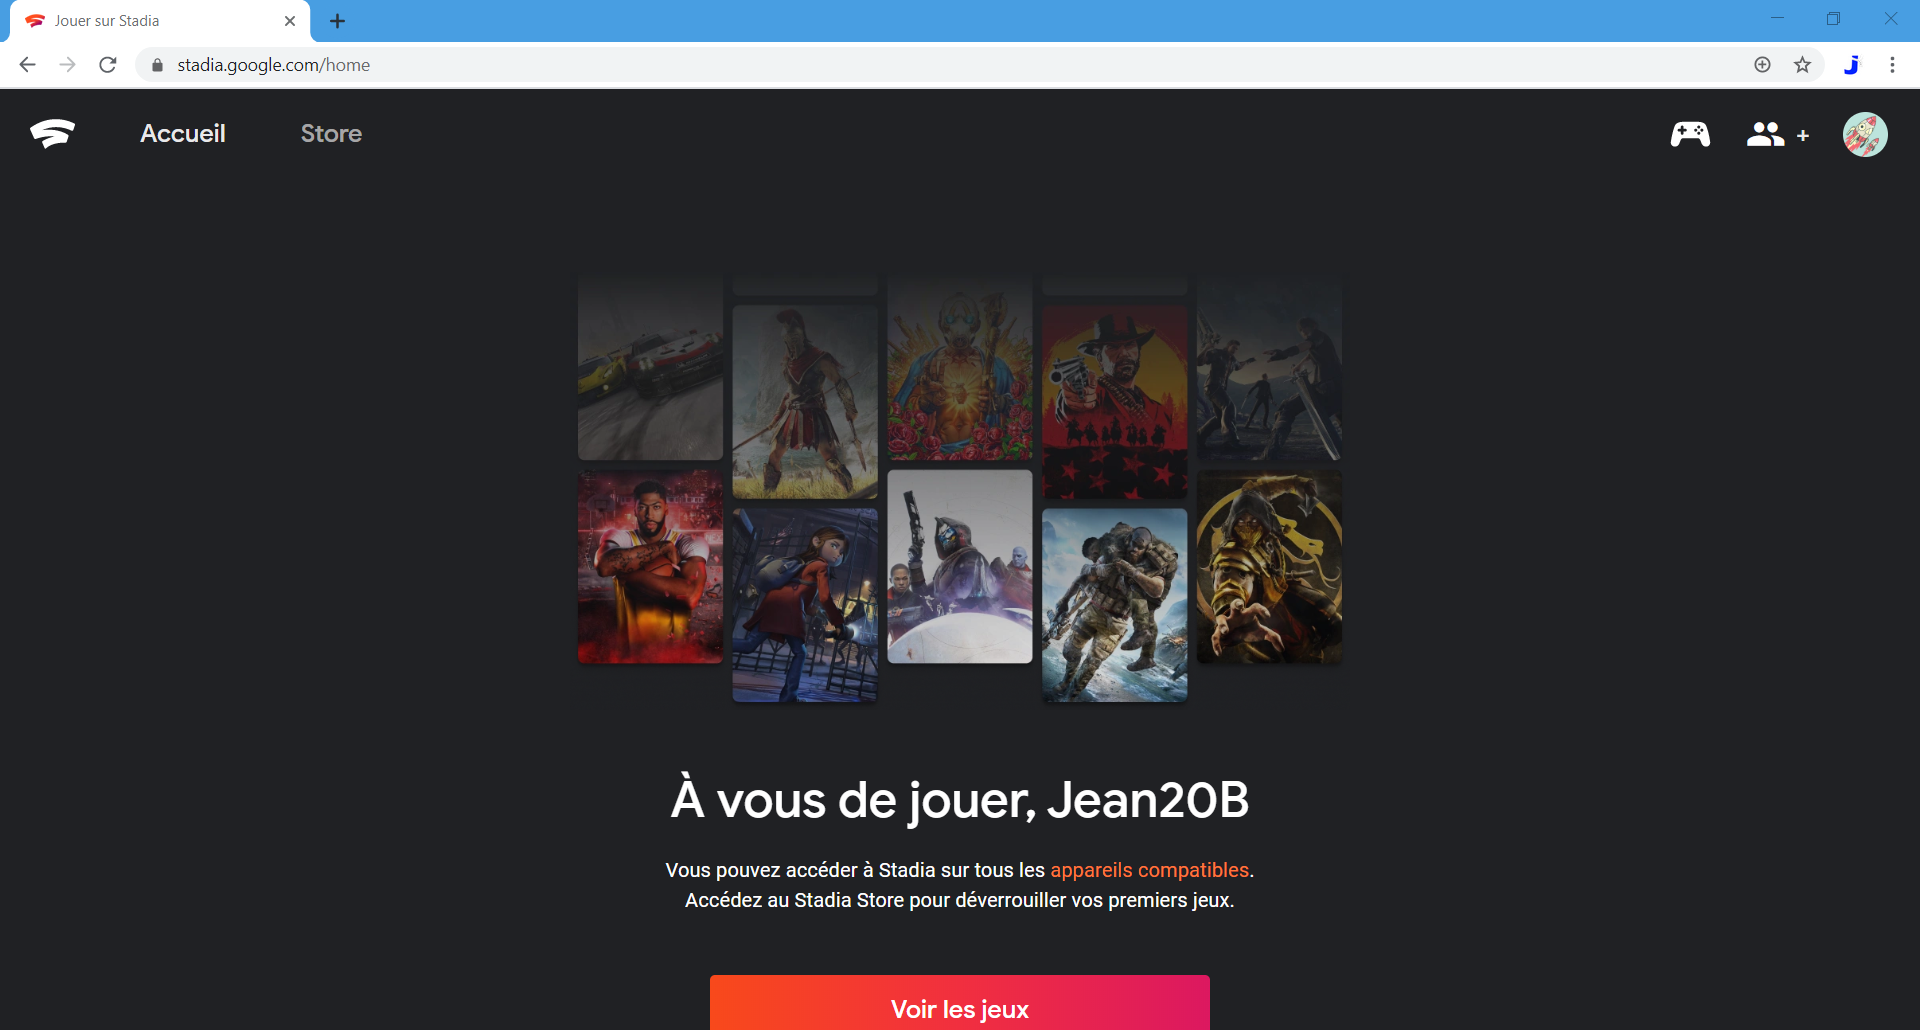 Jouer sur Stadia
stadia.google.com/home
Accueil
Store
À vous de jouer, Jean20B
Vous pouvez accéder à Stadia sur tous les appareils compatibles.
Accédez au Stadia Store pour déverrouiller vos premiers jeux.
Voir les jeux